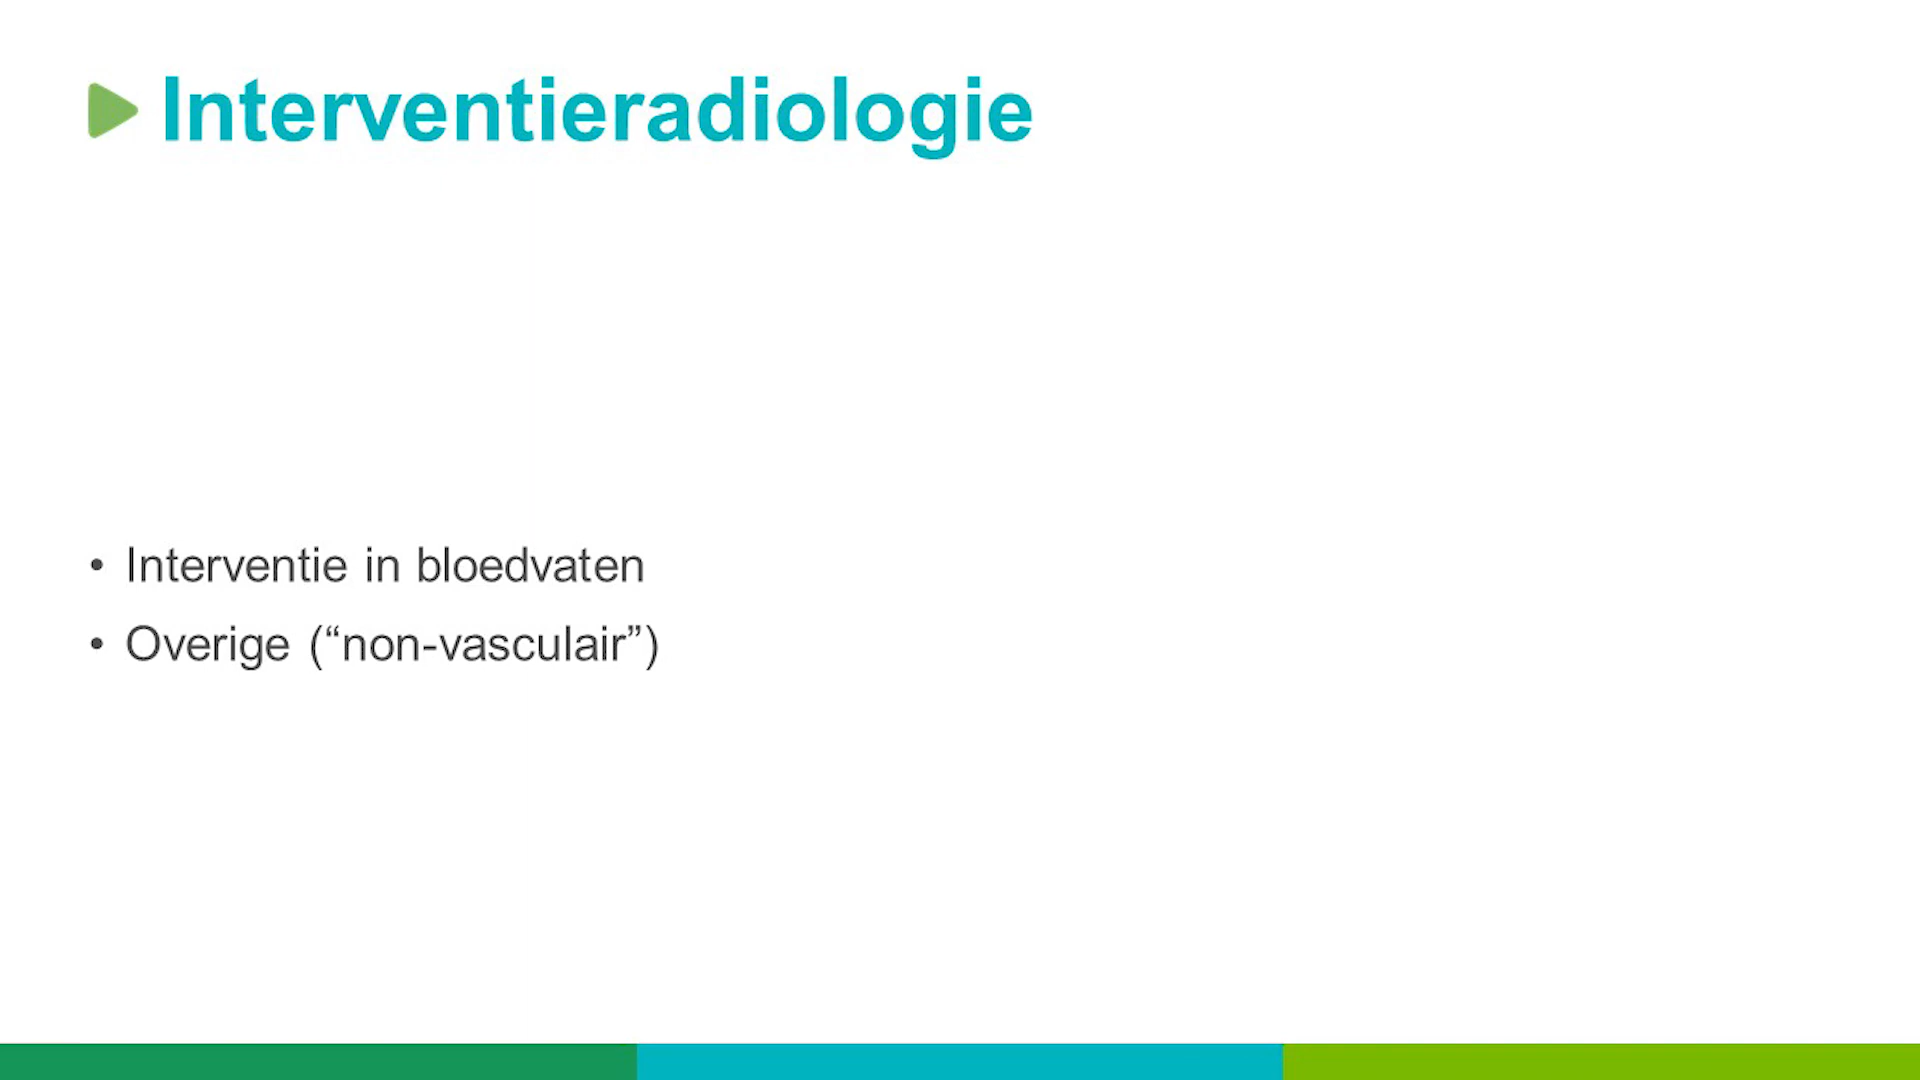 Interventieradiologie
• Interventie in bloedvaten
• Overige (“non-vasculair”)